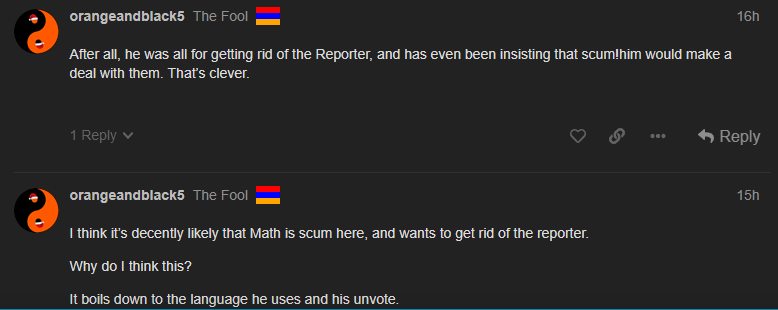 orangeandblack5 The Fool 16h
After all, he was all for getting rid of the Reporter, and has even been insisting that scum!him would make a
deal with them. That's clever.
1 Reply Reply
orangeandblack5 The Fool 15h
I think it's decently likely that Math is scum here, and wants to get rid of the reporter.
Why do I think this?
It boils down to the language he uses and his unvote.